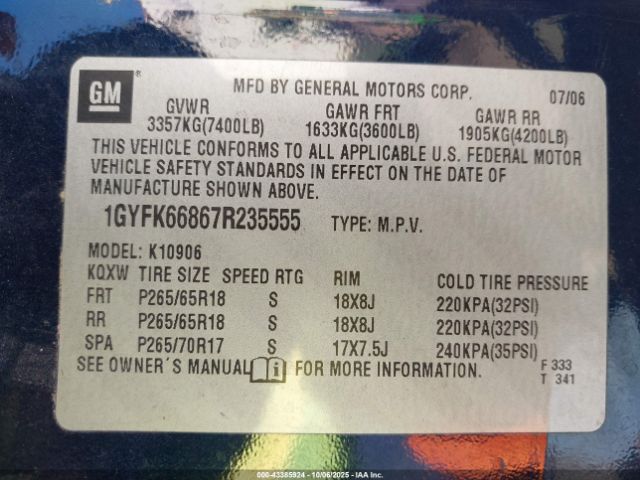 GM ®
MFD BY GENERAL MOTORS CORP. 07/06
GVWR GAWR FRT GAWR RR
3357KG(7400LB) 1633KG(3600LB) 1905KG(4200LB)
THIS VEHICLE CONFORMS TO ALL APPLICABLE U.S. FEDERAL MOTOR
VEHICLE SAFETY STANDARDS IN EFFECT ON THE DATE OF
MANUFACTURE SHOWN ABOVE.
1GYFK66867R235555 TYPE: M.P.V.
MODEL: K10906
KQXW TIRE SIZE SPEED RTG RIM COLD TIRE PRESSURE
FRT P265/65R18 S 18X8J 220KPA(32PSI)
RR P265/65R18 S 18X8J 220KPA(32PSI)
SPA P265/70R17 S 17X7.5J 240KPA(35PSI)
SEE OWNER´S MANUAL i FOR MORE INFORMATION. F 333
T 341
000-43385924 | 10/06/2025 | IAA Inc.